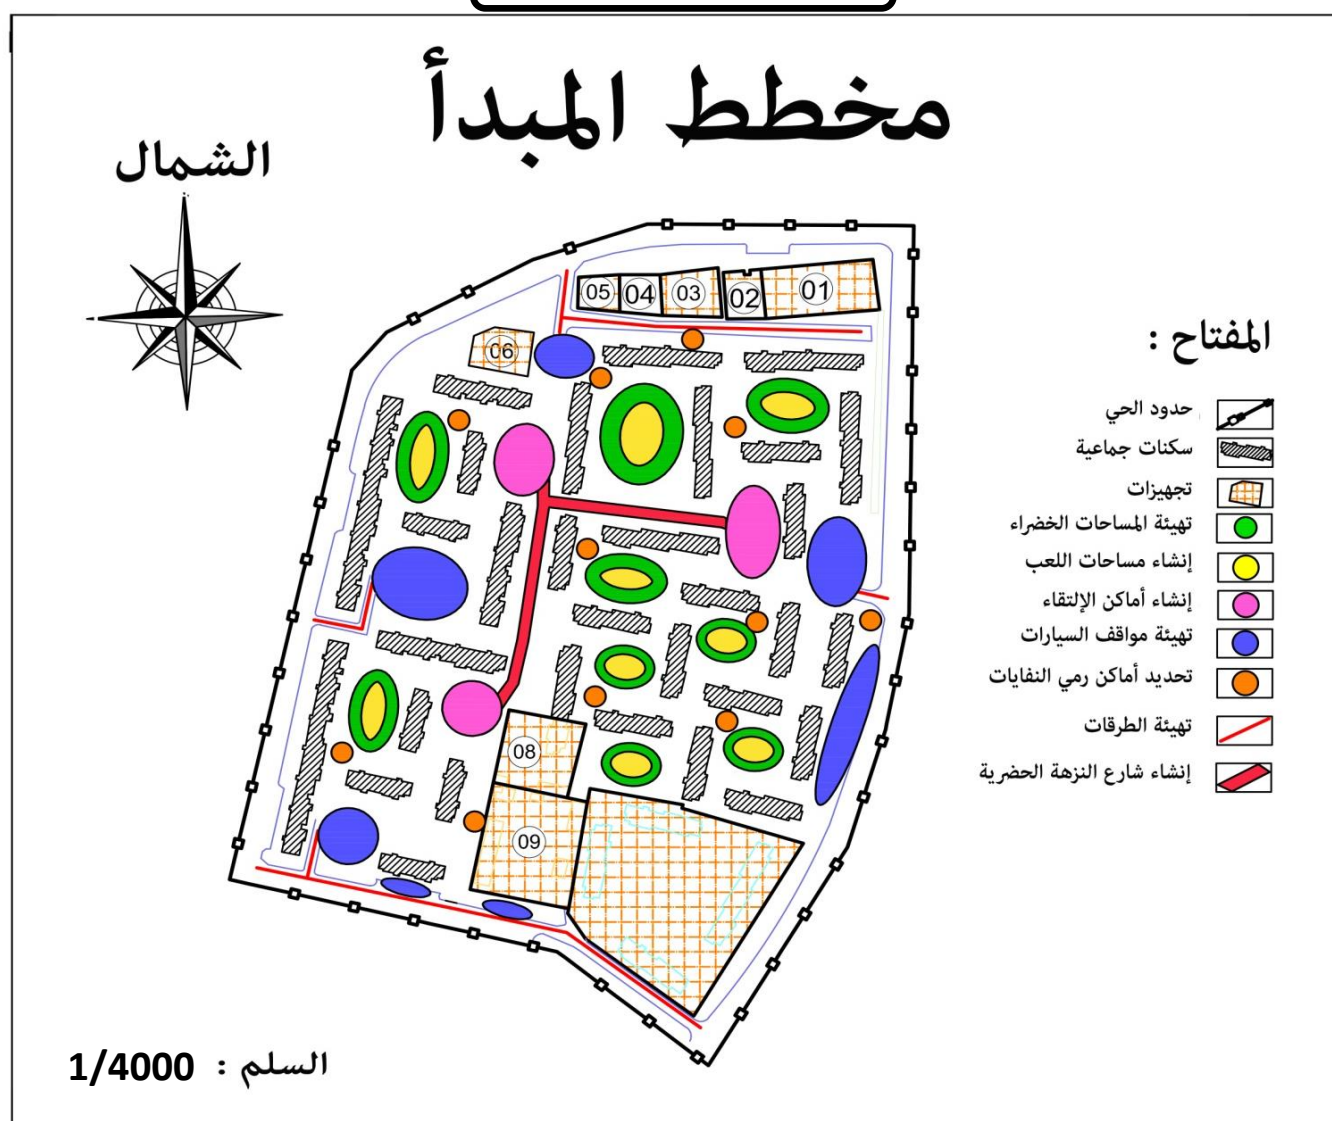 مخطط المبدأ
الشمال
05
04
03
02
01
06
08
09
المفتاح :
حدود الحي
سكنات جماعية
تجهيزات
تهيئة المساحات الخضراء
إنشاء مساحات اللعب
إنشاء أماكن الإلتقاء
تهيئة مواقف السيارات
تحديد أماكن رمي النفايات
تهيئة الطرقات
إنشاء شارع النزهة الحضرية
السلم : 1/4000